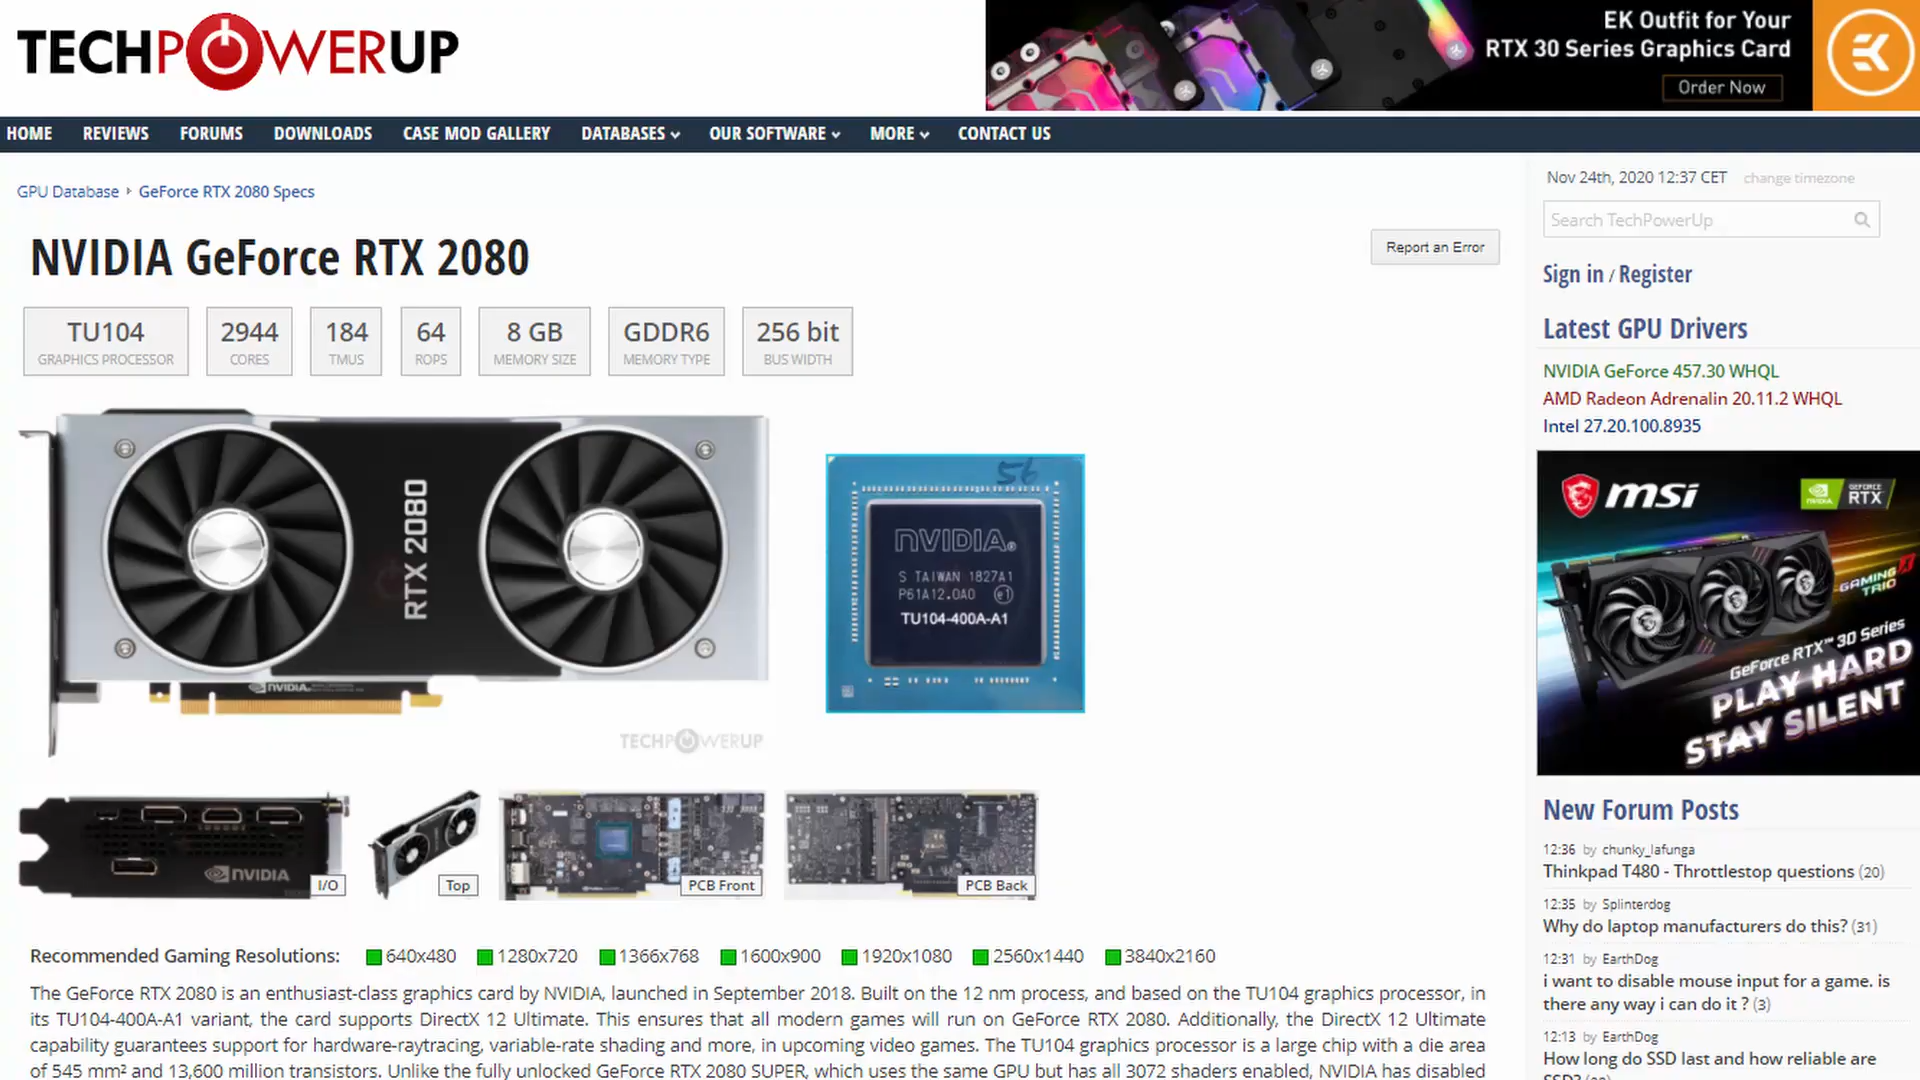 TECHPOWERUP
EK Outfit for Your
RTX 30 Series Graphics Card
Order Now
HOME REVIEWS FORUMS DOWNLOADS CASE MOD GALLERY DATABASES OUR SOFTWARE MORE CONTACT US
GPU Database GeForce RTX 2080 Specs
Nov 24th, 2020 12:37 CET change timezone
Search TechPowerUp
NVIDIA GeForce RTX 2080
Report an Error
Sign in / Register
TU104 2944 184 64 8 GB GDDR6 256 bit
GRAPHICS PROCESSOR CORES TMUS ROPS MEMORY SIZE MEMORY TYPE BUS WIDTH
Latest GPU Drivers
NVIDIA GeForce 457.30 WHQL
AMD Radeon Adrenalin 20.11.2 WHQL
Intel 27.20.100.8935
RTX 2080
NVIDIA
TECHPOWERUP
56
NVIDIA
S TAIWAN 1827A1
P61A12.0A0 e1
TU104-400A-A1
msi
NVIDIA GEFORCE RTX
GAMING X TRIO
GeForce RTX™ 30 Series
PLAY HARD
STAY SILENT
NVIDIA
I/O
Top
PCB Front
PCB Back
New Forum Posts
12:36 by chunky_lafunga
Thinkpad T480 - Throttlestop questions (20)
12:35 by Splinterdog
Why do laptop manufacturers do this? (31)
12:31 by EarthDog
i want to disable mouse input for a game. is
there any way i can do it ? (3)
12:13 by EarthDog
How long do SSD last and how reliable are
Recommended Gaming Resolutions: 640x480 1280x720 1366x768 1600x900 1920x1080 2560x1440 3840x2160
The GeForce RTX 2080 is an enthusiast-class graphics card by NVIDIA, launched in September 2018. Built on the 12 nm process, and based on the TU104 graphics processor, in
its TU104-400A-A1 variant, the card supports DirectX 12 Ultimate. This ensures that all modern games will run on GeForce RTX 2080. Additionally, the DirectX 12 Ultimate
capability guarantees support for hardware-raytracing, variable-rate shading and more, in upcoming video games. The TU104 graphics processor is a large chip with a die area
of 545 mm² and 13,600 million transistors. Unlike the fully unlocked GeForce RTX 2080 SUPER, which uses the same GPU but has all 3072 shaders enabled, NVIDIA has disabled